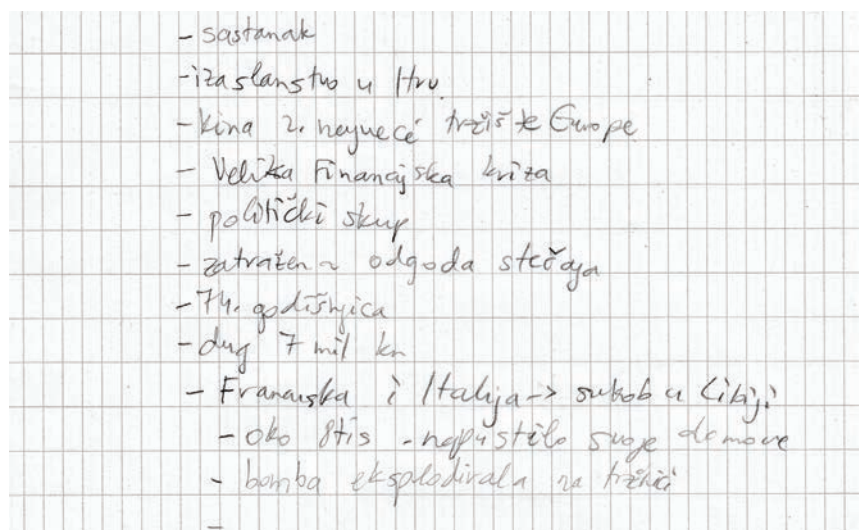 - sastanak
- izaslanstvo u Hrv.
- Kina 2. najveće tržište Europe
- Velika Financijska kriza
- politički skup
- zatražena odgoda stečaja
- 74. godišnjica
- dug 7 mil kn
- Francuska i Italija -> sukob u Libiji
- oko 8tis - napustilo svoje domove
- bomba eksplodirala na tržnici
-